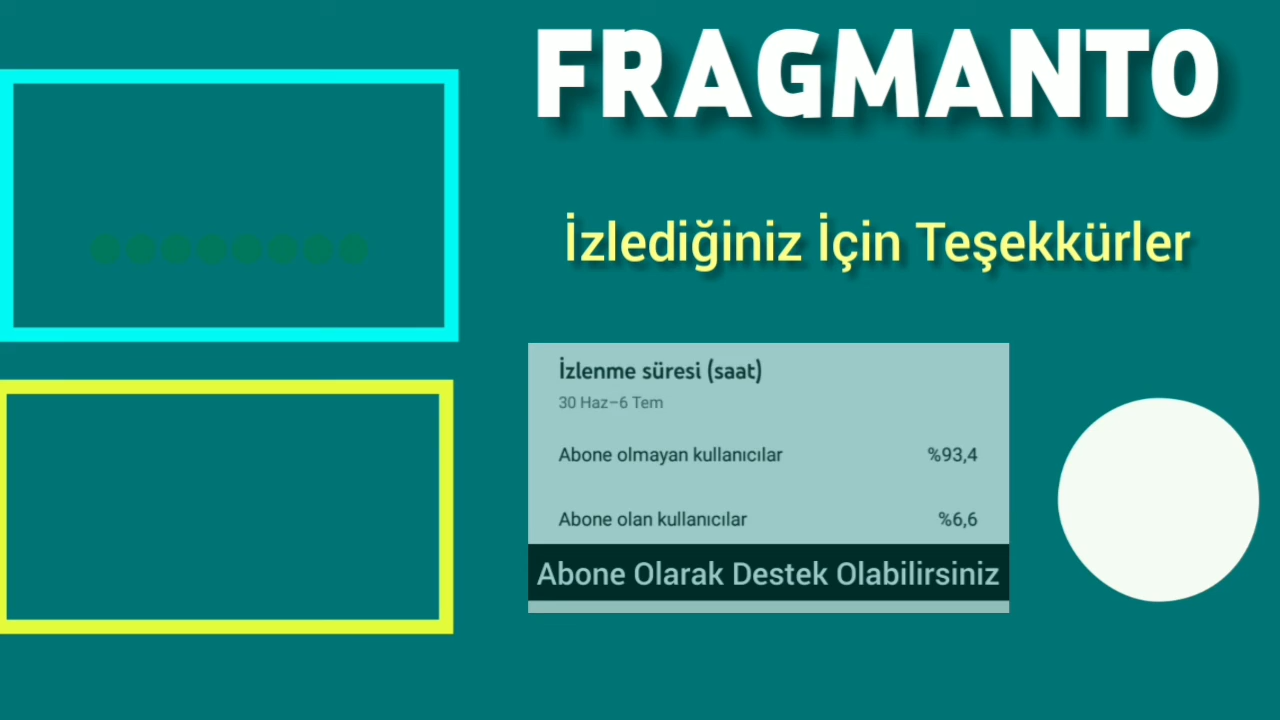 FRAGMANTO
İzlediğiniz İçin Teşekkürler
İzlenme süresi (saat)
30 Haz–6 Tem
Abone olmayan kullanıcılar %93,4
Abone olan kullanıcılar %6,6
Abone Olarak Destek Olabilirsiniz